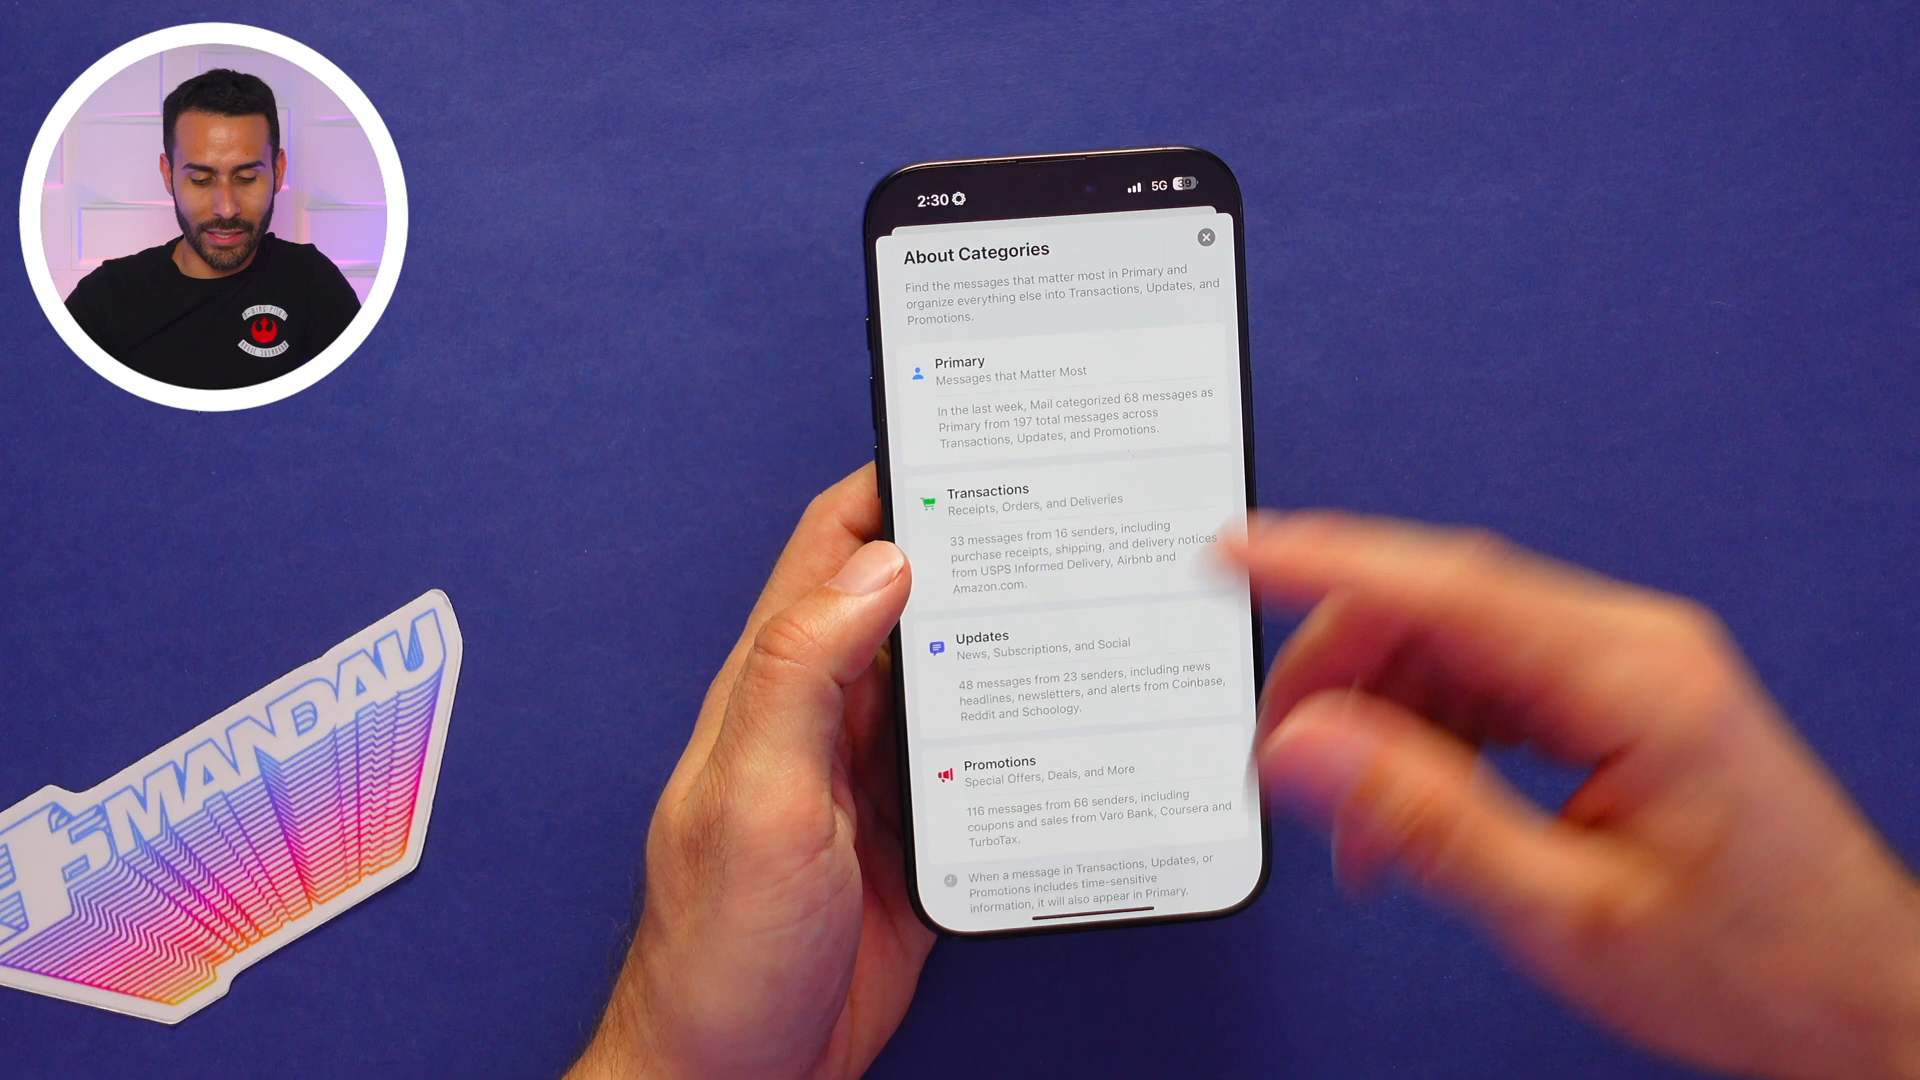 2:30
5G
39
About Categories
Find the messages that matter most in Primary and
organize everything else into Transactions, Updates, and
Promotions.
Primary
Messages that Matter Most
In the last week, Mail categorized 68 messages as
Primary from 197 total messages across
Transactions, Updates, and Promotions.
Transactions
Receipts, Orders, and Deliveries
33 messages from 16 senders, including
purchase receipts, shipping, and delivery notices
from USPS Informed Delivery, Airbnb and
Amazon.com.
Updates
News, Subscriptions, and Social
48 messages from 23 senders, including news
headlines, newsletters, and alerts from Coinbase,
Reddit and Schoology.
Promotions
Special Offers, Deals, and More
116 messages from 66 senders, including
coupons and sales from Varo Bank, Coursera and
TurboTax.
When a message in Transactions, Updates, or
Promotions includes time-sensitive
information, it will also appear in Primary.
SMANDAU